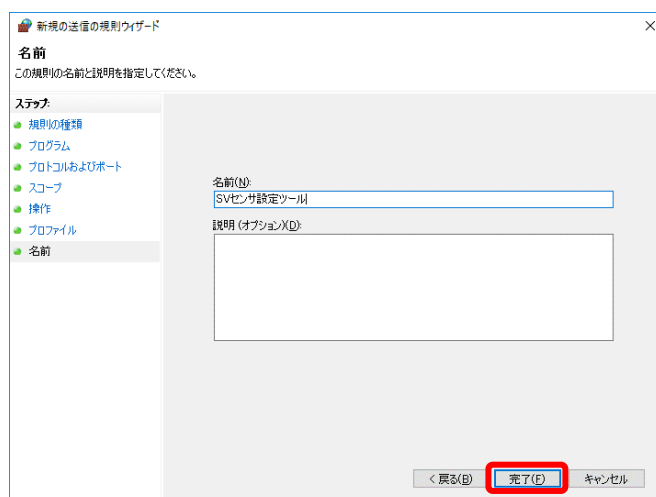 新規の送信の規則ウィザード
名前
この規則の名前と説明を指定してください。
ステップ:
規則の種類
プログラム
プロトコルおよびポート
スコープ
操作
プロファイル
名前
名前(N):
SVセンサ設定ツール
説明 (オプション)(D):
< 戻る(B) 完了(F) キャンセル